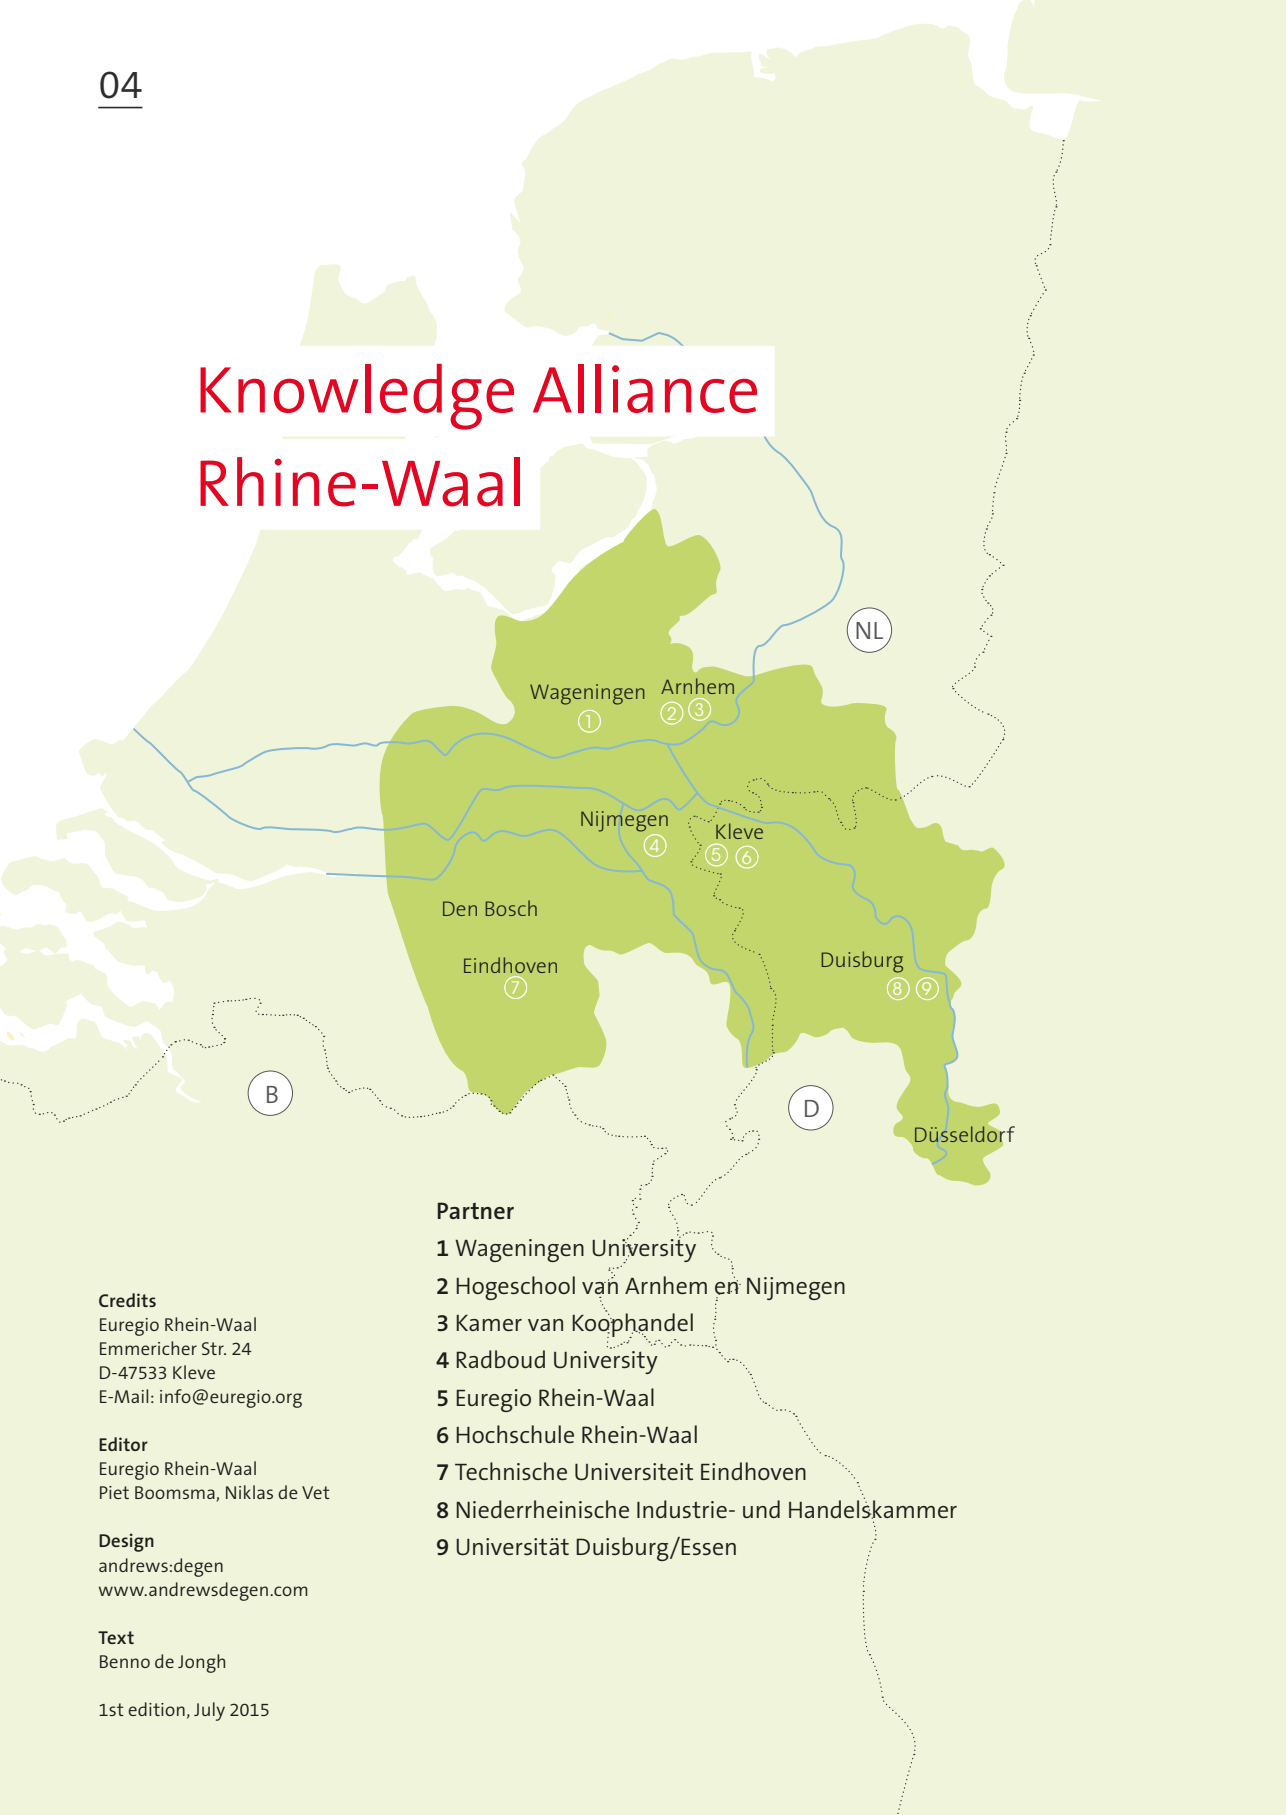 04
Knowledge Alliance
Rhine-Waal
NL
Wageningen
Arnhem
1
2 3
Nijmegen
4
Kleve
5 6
Den Bosch
Eindhoven
7
Duisburg
8 9
B
D
Düsseldorf
Partner
1 Wageningen University
2 Hogeschool van Arnhem en Nijmegen
3 Kamer van Koophandel
4 Radboud University
5 Euregio Rhein-Waal
6 Hochschule Rhein-Waal
7 Technische Universiteit Eindhoven
8 Niederrheinische Industrie- und Handelskammer
9 Universität Duisburg/Essen
Credits
Euregio Rhein-Waal
Emmericher Str. 24
D-47533 Kleve
E-Mail: info@euregio.org
Editor
Euregio Rhein-Waal
Piet Boomsma, Niklas de Vet
Design
andrews:degen
www.andrewsdegen.com
Text
Benno de Jongh
1st edition, July 2015